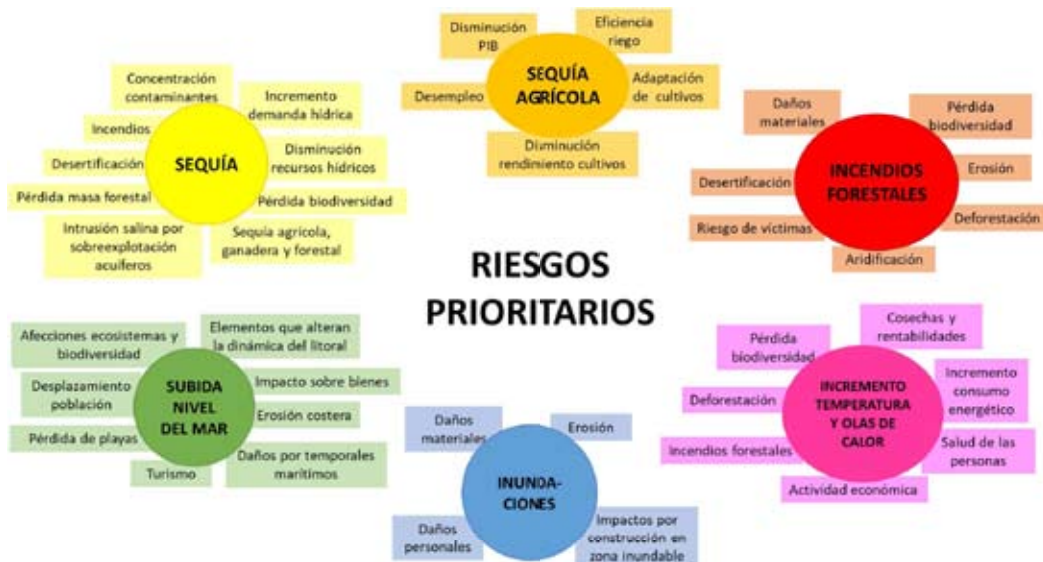 Disminución
PIB
Eficiencia
riego
SEQUÍA
AGRÍCOLA
Desempleo
Adaptación
de cultivos
Disminución
rendimiento cultivos
Concentración
contaminantes
Incremento
demanda hídrica
Incendios
SEQUÍA
Disminución
recursos hídricos
Desertificación
Pérdida masa forestal
Pérdida biodiversidad
Intrusión salina por
sobreexplotación
acuíferos
Sequía agrícola,
ganadera y forestal
Daños
materiales
Pérdida
biodiversidad
INCENDIOS
FORESTALES
Erosión
Desertificación
Deforestación
Riesgo de víctimas
Aridificación
RIESGOS
PRIORITARIOS
Afecciones ecosistemas y
biodiversidad
Elementos que alteran
la dinámica del litoral
Desplazamiento
población
SUBIDA
NIVEL
DEL MAR
Impacto sobre bienes
Erosión costera
Pérdida de playas
Daños por temporales
marítimos
Turismo
Daños
materiales
Erosión
INUNDA-
CIONES
Daños
personales
Impactos por
construcción en
zona inundable
Cosechas y
rentabilidades
Pérdida
biodiversidad
INCREMENTO
TEMPERATURA
Y OLAS DE
CALOR
Incremento
consumo
energético
Deforestación
Incendios forestales
Salud de las
personas
Actividad económica